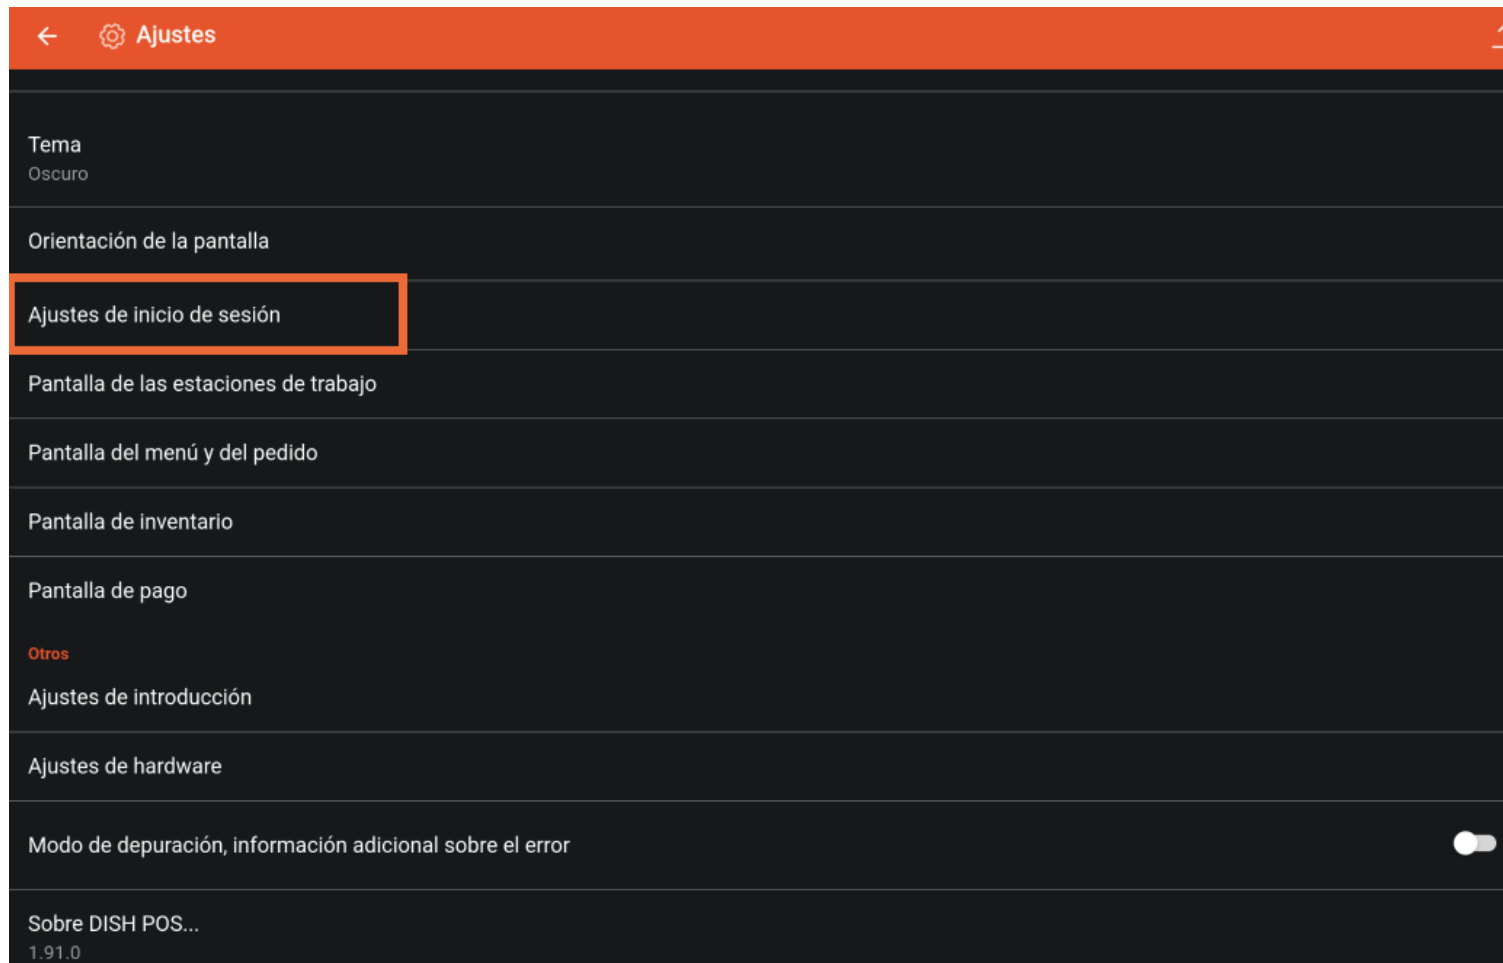 Ajustes
Tema
Oscuro
Orientación de la pantalla
Ajustes de inicio de sesión
Pantalla de las estaciones de trabajo
Pantalla del menú y del pedido
Pantalla de inventario
Pantalla de pago
Otros
Ajustes de introducción
Ajustes de hardware
Modo de depuración, información adicional sobre el error
Sobre DISH POS...
1.91.0